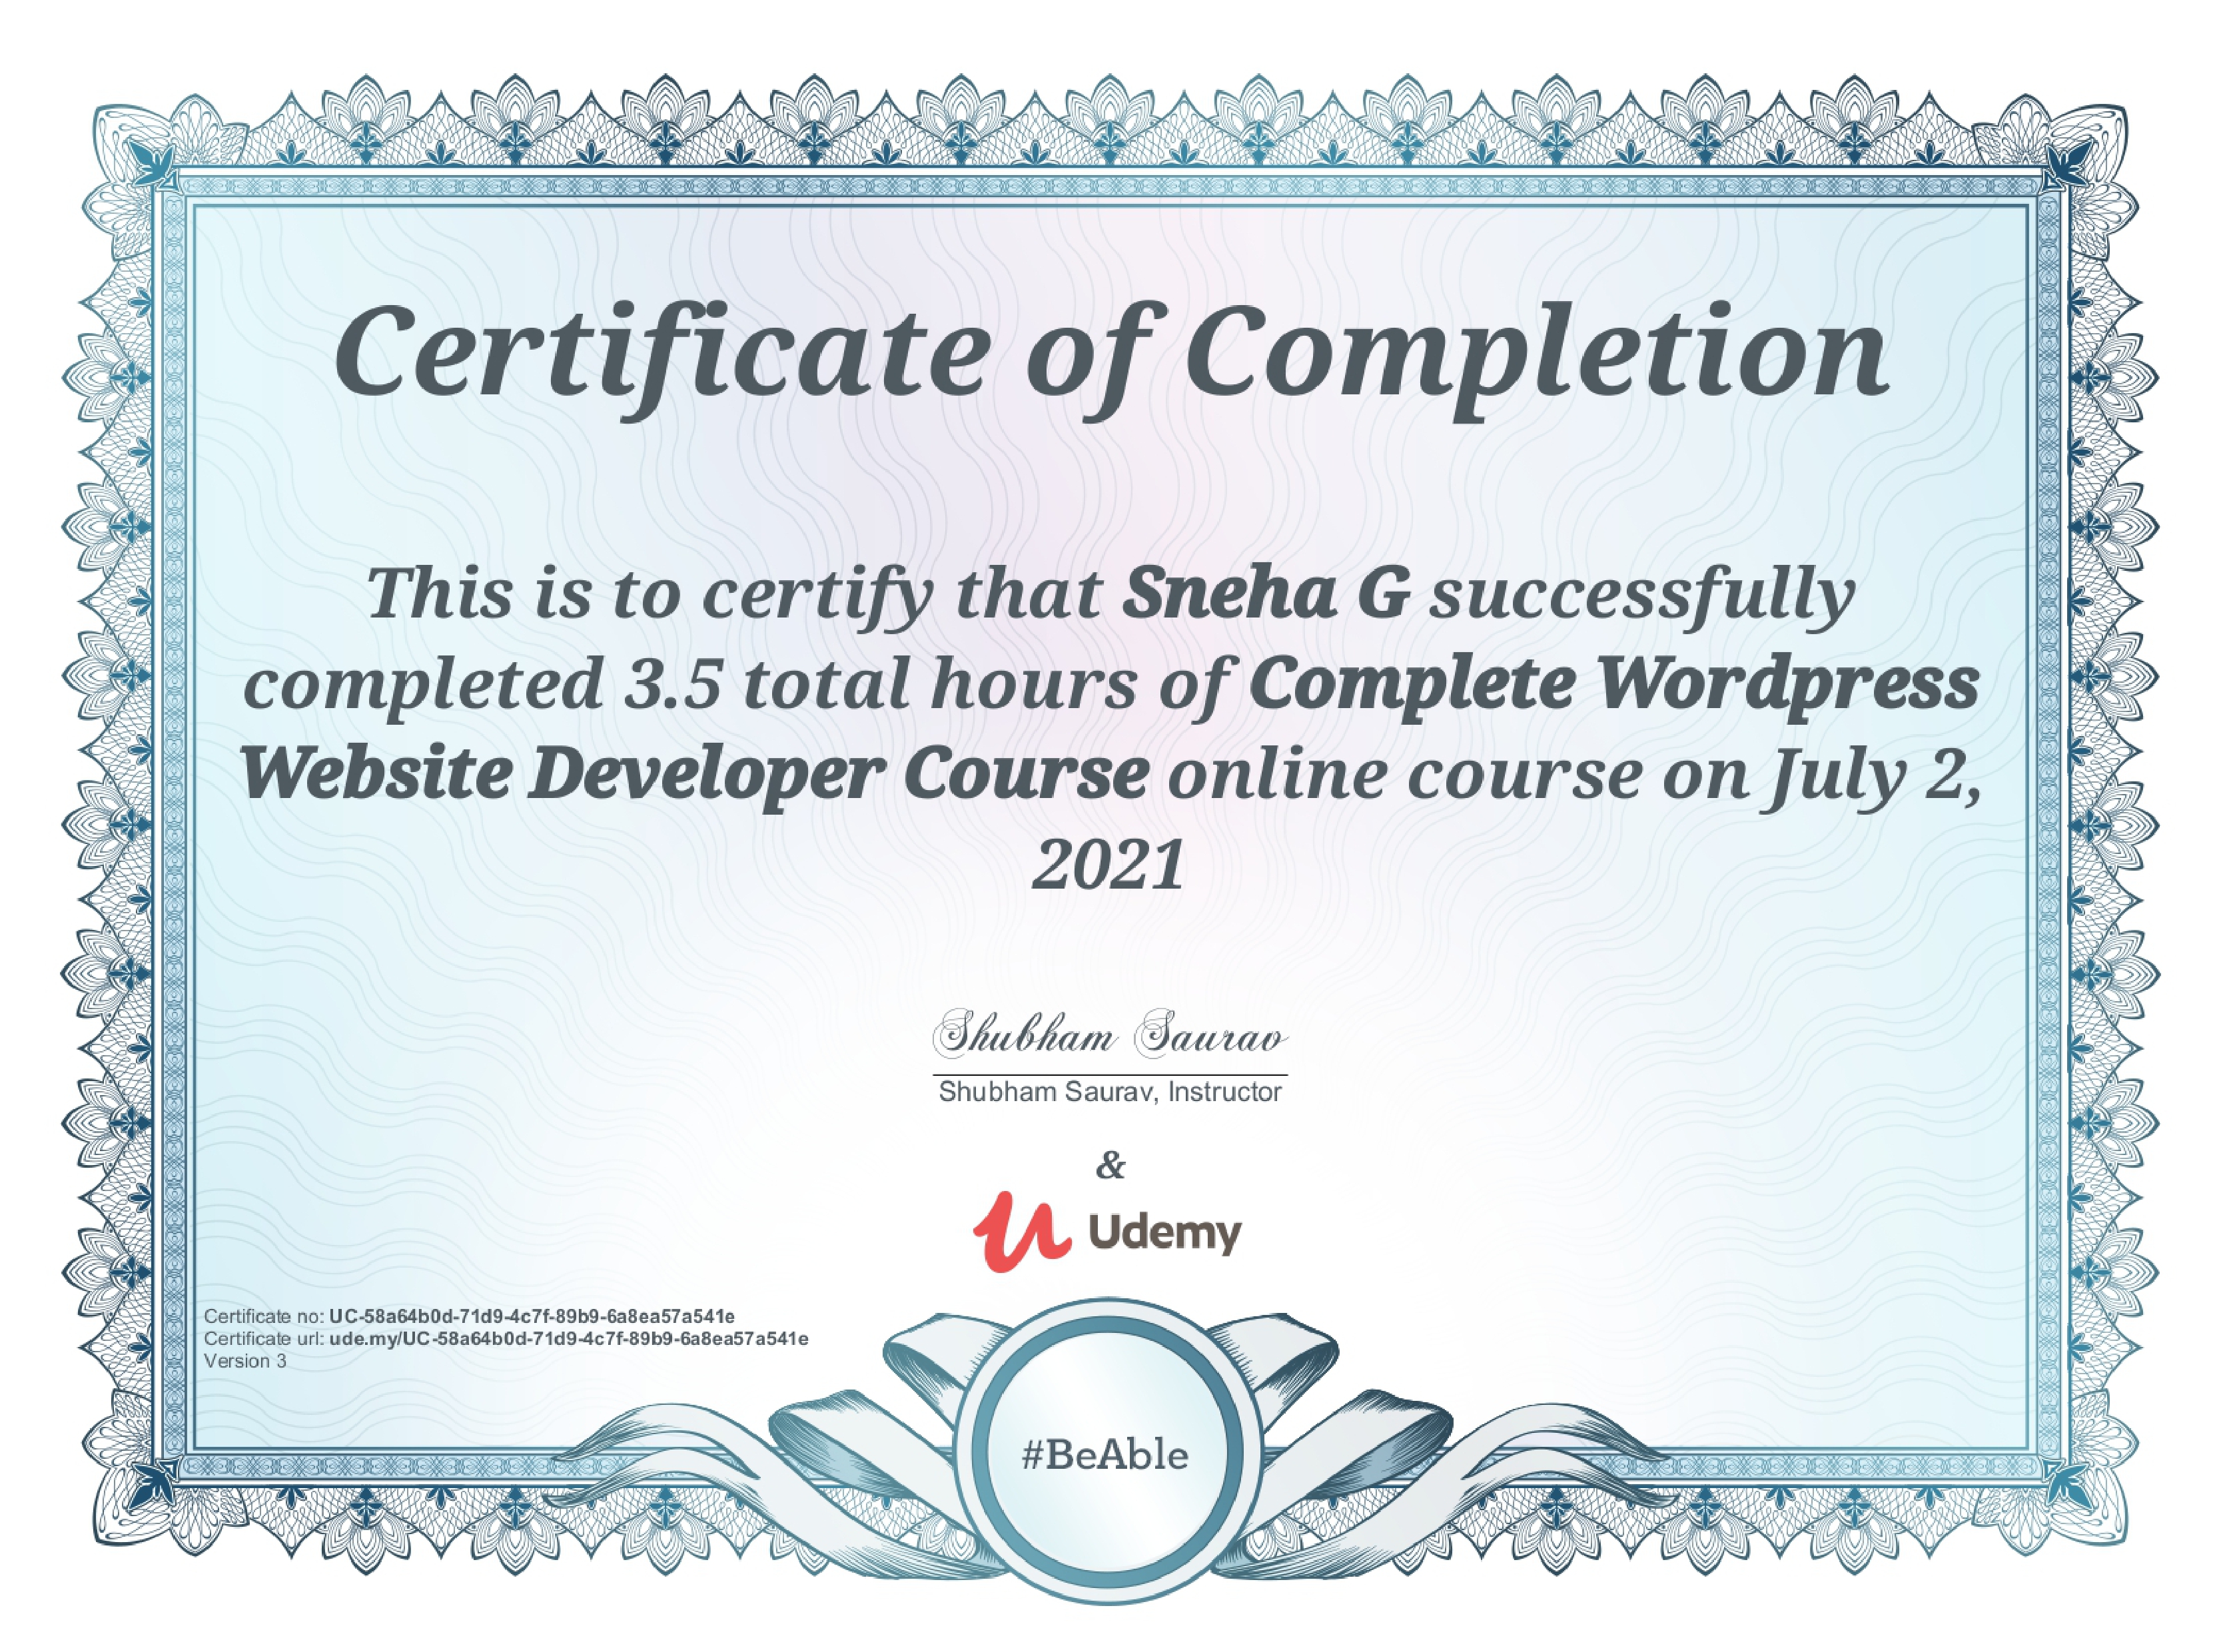 Certificate of Completion
This is to certify that Sneha G successfully
completed 3.5 total hours of Complete Wordpress
Website Developer Course online course on July 2,
2021
Shubham Saurav
Shubham Saurav, Instructor
&
Udemy
Certificate no: UC-58a64b0d-71d9-4c7f-89b9-6a8ea57a541e
Certificate url: ude.my/UC-58a64b0d-71d9-4c7f-89b9-6a8ea57a541e
Version 3
#BeAble